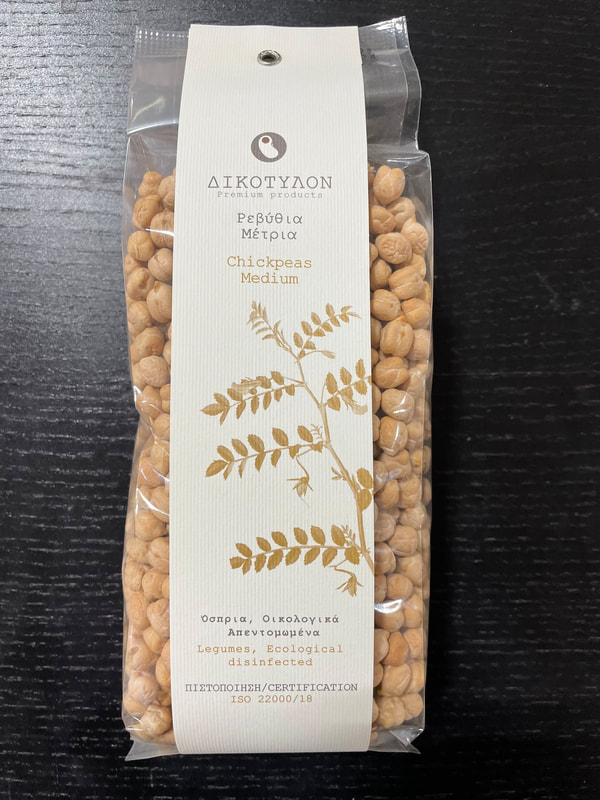 ΔΙΚΟΤΥΛΟΝ
Premium products
Ρεβύθια
Μέτρια
Chickpeas
Medium
Όσπρια, Οικολογικά
Απεντομωμένα
Legumes, Ecological
disinfected
ΠΙΣΤΟΠΟΙΗΣΗ/CERTIFICATION
ISO 22000/18